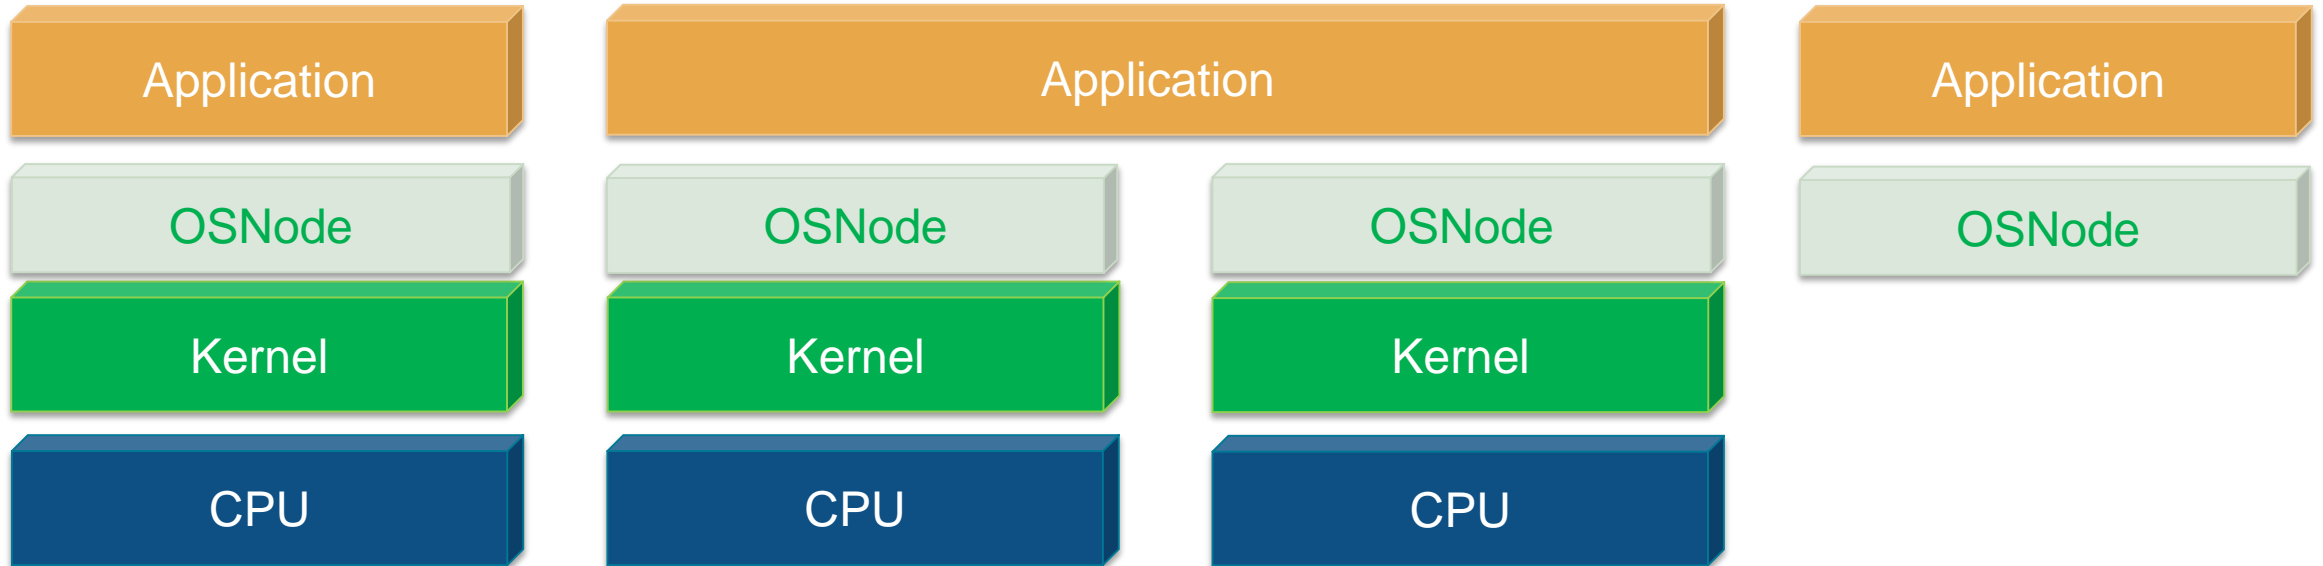 Application
Application
Application
OSNode
OSNode
OSNode
OSNode
Kernel
Kernel
Kernel
CPU
CPU
CPU